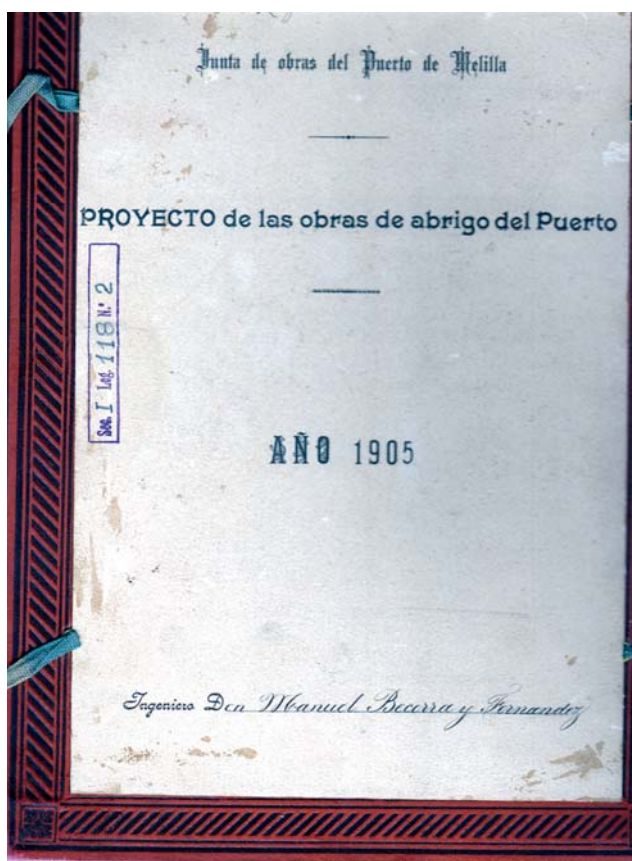 Junta de obras del Puerto de Melilla
PROYECTO de las obras de abrigo del Puerto
Sec. I Leg. 118 N.º 2
AÑO 1905
Ingeniero Don Manuel Becerra y Fernandez